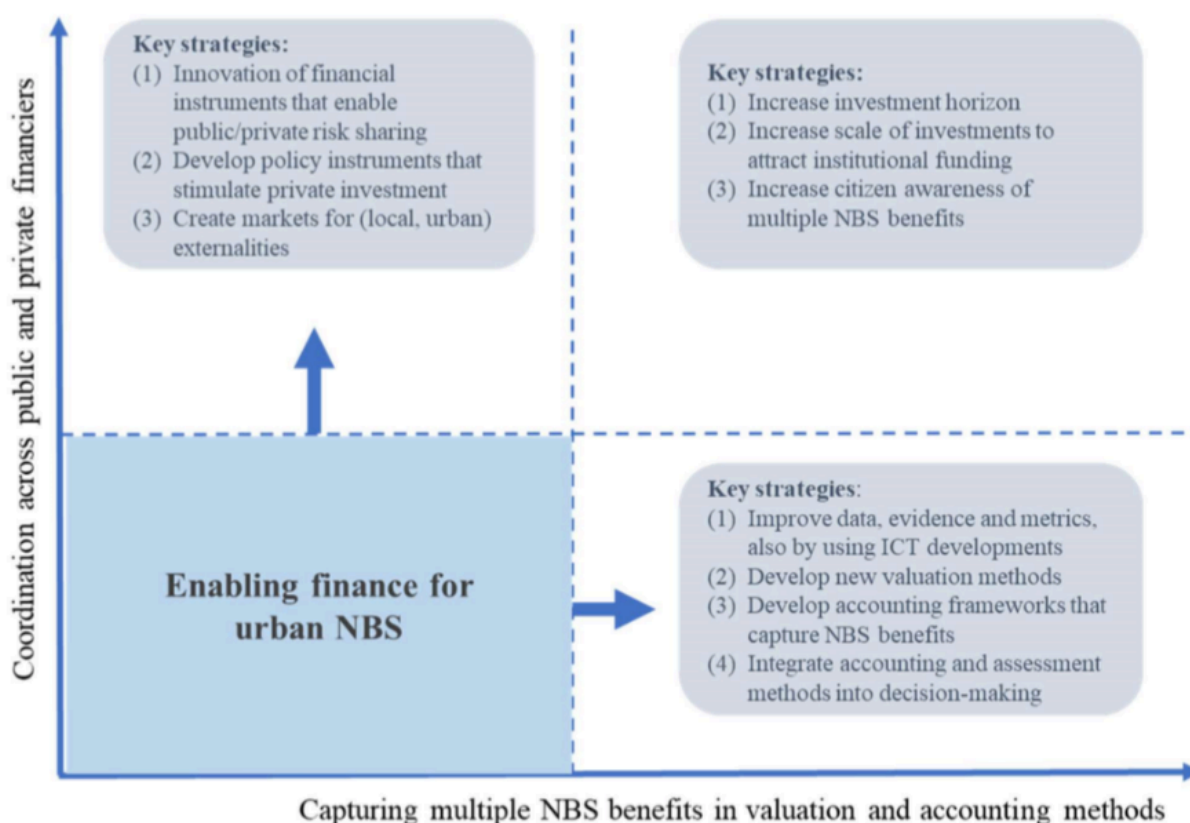 Coordination across public and private financiers
Key strategies:
(1) Innovation of financial
instruments that enable
public/private risk sharing
(2) Develop policy instruments that
stimulate private investment
(3) Create markets for (local, urban)
externalities
Key strategies:
(1) Increase investment horizon
(2) Increase scale of investments to
attract institutional funding
(3) Increase citizen awareness of
multiple NBS benefits
Enabling finance for
urban NBS
Key strategies:
(1) Improve data, evidence and metrics,
also by using ICT developments
(2) Develop new valuation methods
(3) Develop accounting frameworks that
capture NBS benefits
(4) Integrate accounting and assessment
methods into decision-making
Capturing multiple NBS benefits in valuation and accounting methods